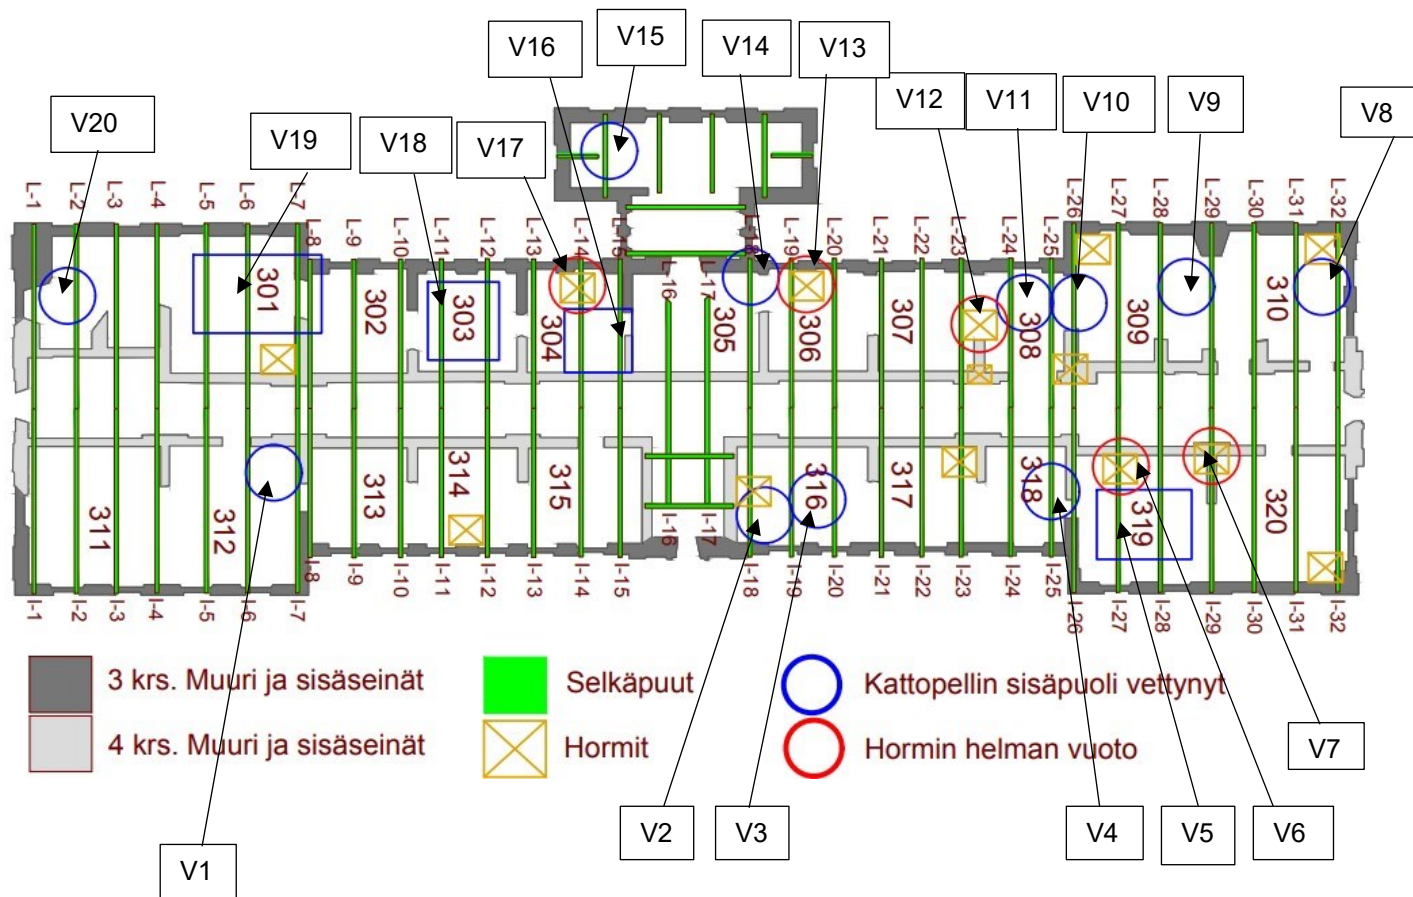 V15
V14
V13
V16
V12
V11
V10
V9
V8
V20
V19
V18
V17
L-1
L-2
L-3
L-4
L-5
L-6
L-7
L-8
L-9
L-10
L-11
L-12
L-13
L-14
L-15
L-16
L-17
L-18
L-19
L-20
L-21
L-22
L-23
L-24
L-25
L-26
L-27
L-28
L-29
L-30
L-31
L-32
301
302
303
304
305
306
307
308
309
310
311
312
313
314
315
316
317
318
319
320
I-1
I-2
I-3
I-4
I-5
I-6
I-7
I-8
I-9
I-10
I-11
I-12
I-13
I-14
I-15
I-16
I-17
I-18
I-19
I-20
I-21
I-22
I-23
I-24
I-25
I-26
I-27
I-28
I-29
I-30
I-31
I-32
3 krs. Muuri ja sisäseinät
Selkäpuut
Kattopellin sisäpuoli vettynyt
4 krs. Muuri ja sisäseinät
Hormit
Hormin helman vuoto
V7
V2
V3
V4
V5
V6
V1